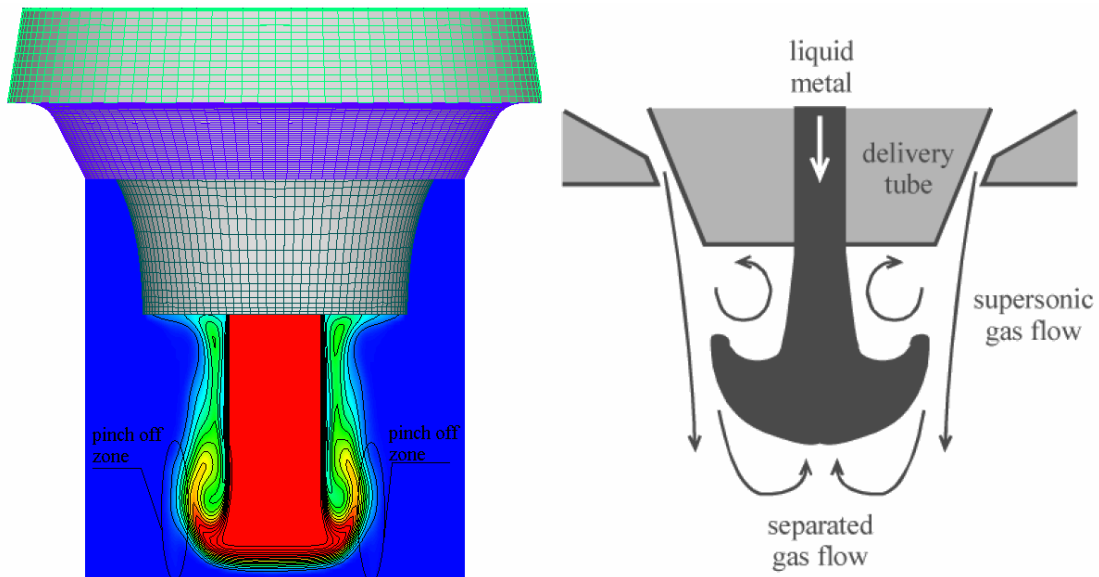 pinch off
zone
pinch off
zone
liquid
metal
delivery
tube
supersonic
gas flow
separated
gas flow